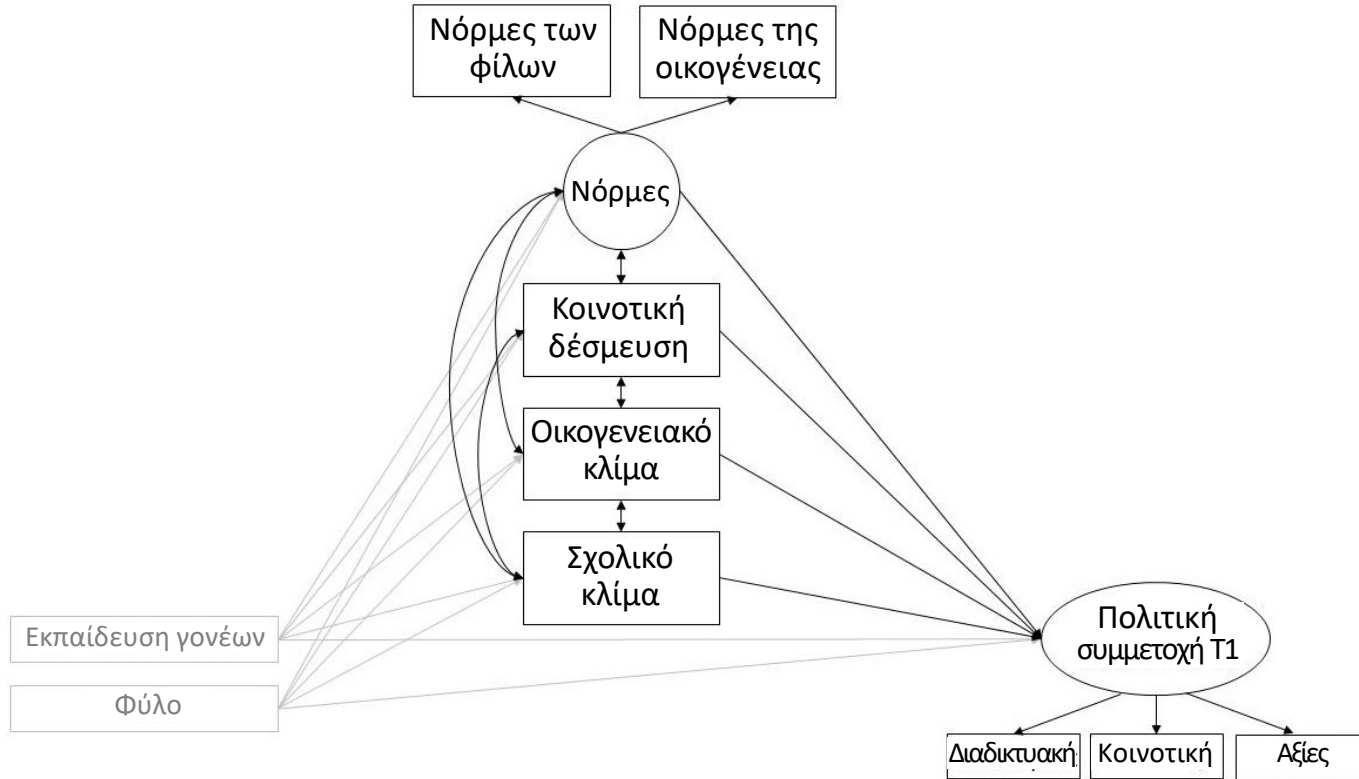 Νόρμες των
φίλων
Νόρμες της
οικογένειας
Νόρμες
Κοινοτική
δέσμευση
Οικογενειακό
κλίμα
Σχολικό
κλίμα
Εκπαίδευση γονέων
Φύλο
Πολιτική
συμμετοχή T1
Διαδικτυακή
Κοινοτική
Αξίες